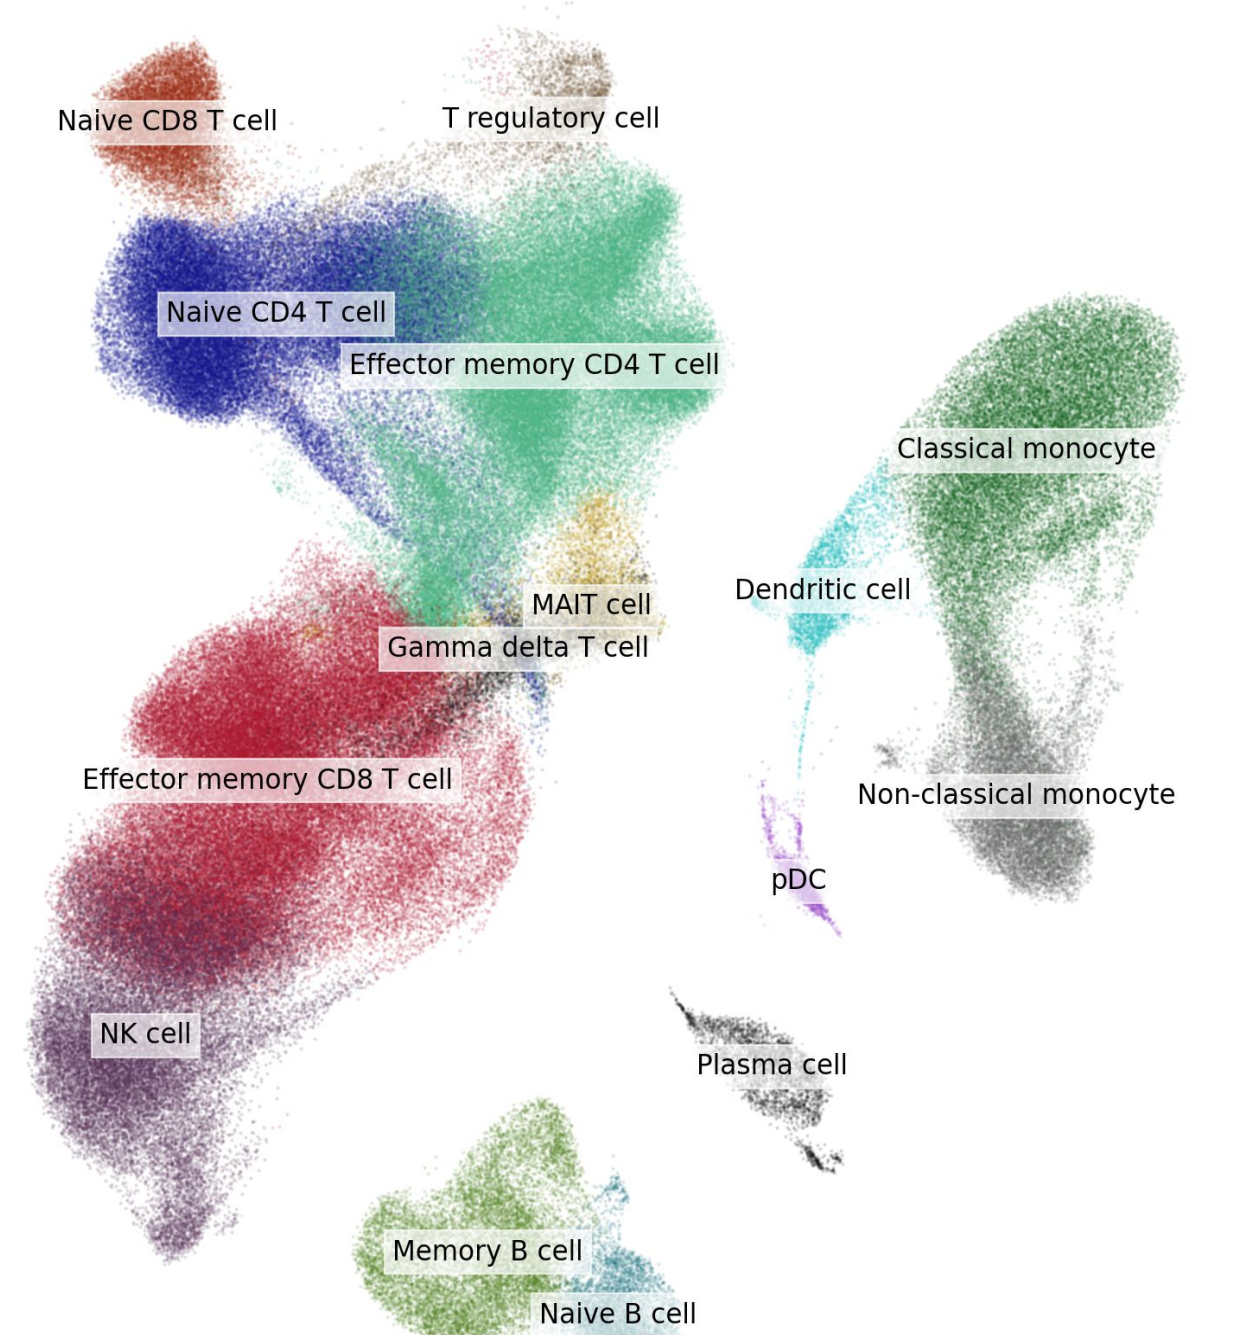 Naive CD8 T cell
T regulatory cell
Naive CD4 T cell
Effector memory CD4 T cell
Classical monocyte
Dendritic cell
MAIT cell
Gamma delta T cell
Effector memory CD8 T cell
Non-classical monocyte
pDC
NK cell
Plasma cell
Memory B cell
Naive B cell